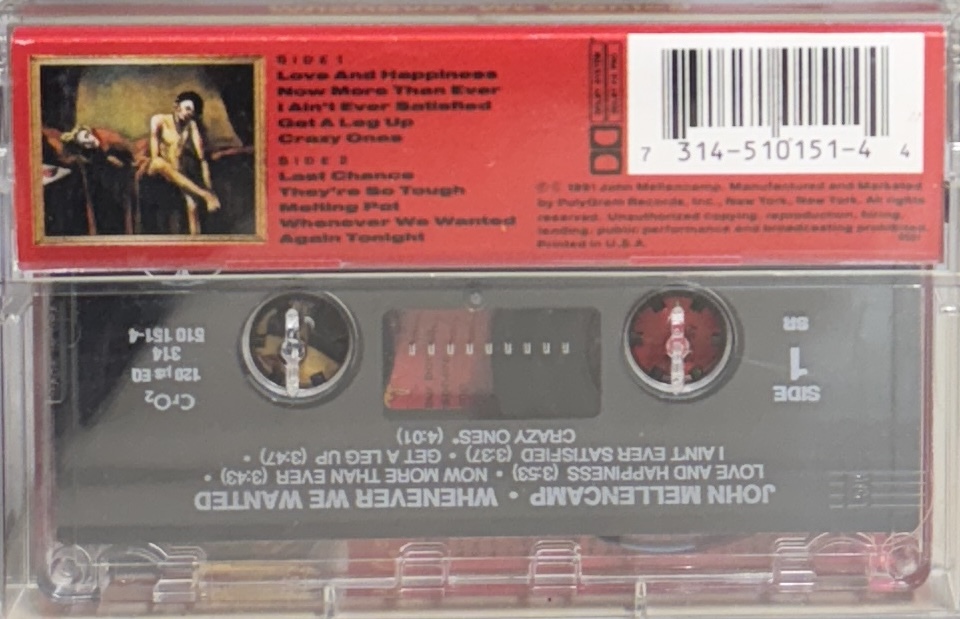 SIDE 1
Love And Happiness
Now More Than Ever
I Ain't Ever Satisfied
Get A Leg Up
Crazy Ones
SIDE 2
Last Chance
They're So Tough
Melting Pot
Whenever We Wanted
Again Tonight
7 314-510151-4 4
℗ © 1991 John Mellencamp. Manufactured and Marketed
by PolyGram Records, Inc., New York, New York. All rights
reserved. Unauthorized copying, reproduction, hiring,
lending, public performance and broadcasting prohibited.
Printed in U.S.A.
JOHN MELLENCAMP • WHENEVER WE WANTED
LOVE AND HAPPINESS (3:53) • NOW MORE THAN EVER (3:43) •
I AIN'T EVER SATISFIED (3:37) • GET A LEG UP (3:47) •
CRAZY ONES* (4:01)
SIDE
1
SR
CrO₂
120 µs EQ
314
510 151-4